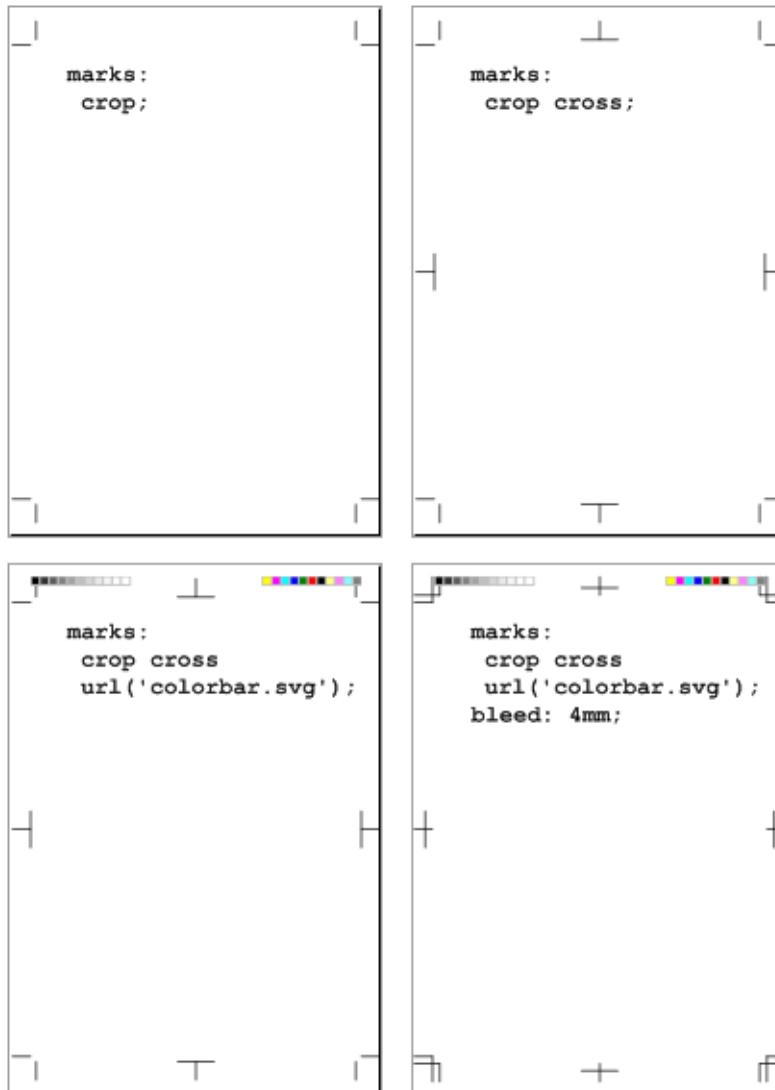 marks:
crop;
marks:
crop cross;
marks:
crop cross
url('colorbar.svg');
marks:
crop cross
url('colorbar.svg');
bleed: 4mm;